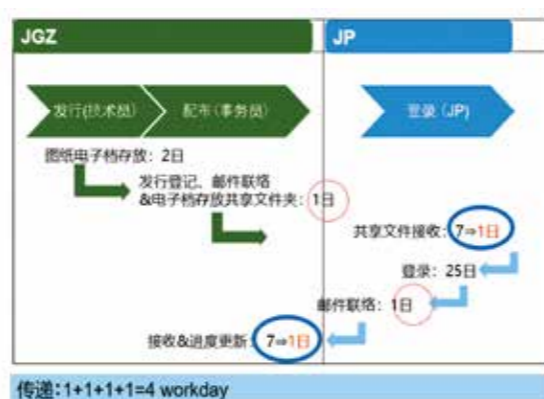 JGZ
JP
发行(技术员)
配布(事务员)
登录 (JP)
图纸电子档存放：2日
发行登记、邮件联络
&电子档存放共享文件夹：1日
共享文件接收：7⇒1日
登录：25日
邮件联络：1日
接收&进度更新：7⇒1日
传递：1+1+1+1=4 workday